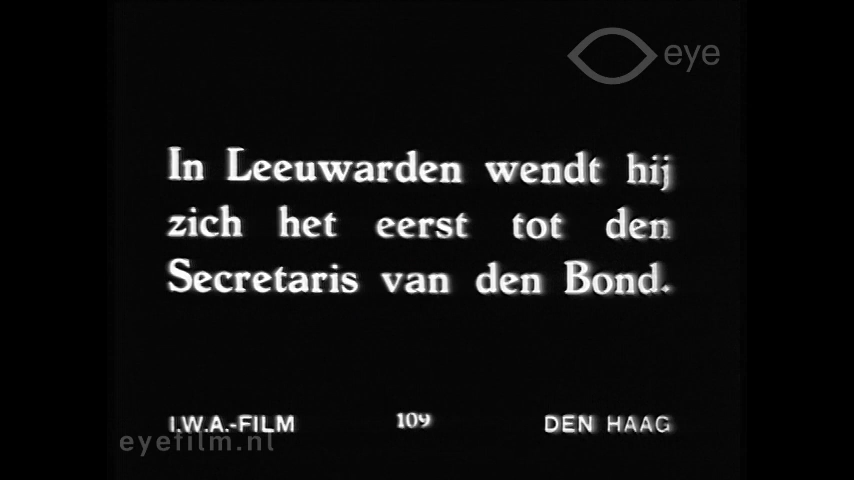 eye
In Leeuwarden wendt hij
zich het eerst tot den
Secretaris van den Bond.
I.W.A.-FILM 109 DEN HAAG
eyefilm.nl